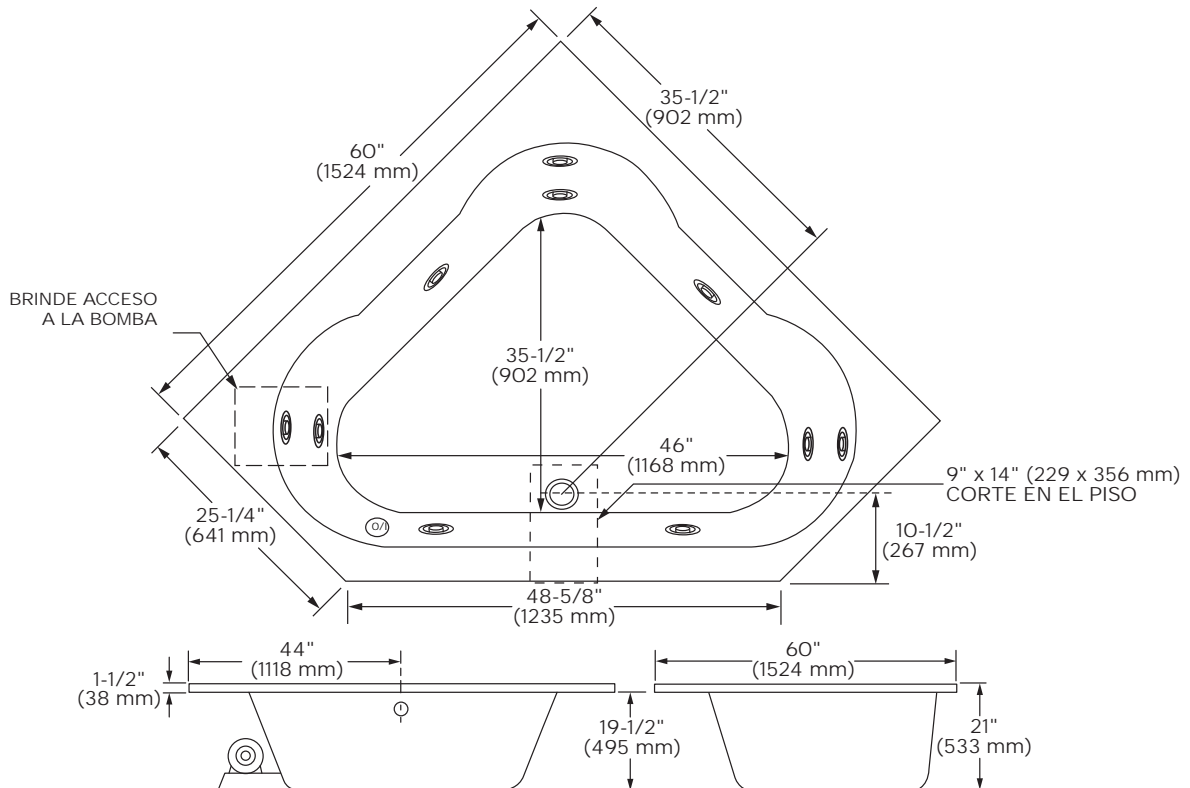 35-1/2"
(902 mm)
60"
(1524 mm)
BRINDE ACCESO
A LA BOMBA
35-1/2"
(902 mm)
46"
(1168 mm)
9" x 14" (229 x 356 mm)
CORTE EN EL PISO
25-1/4"
(641 mm)
O/I
10-1/2"
(267 mm)
48-5/8"
(1235 mm)
44"
(1118 mm)
60"
(1524 mm)
1-1/2"
(38 mm)
19-1/2"
(495 mm)
21"
(533 mm)